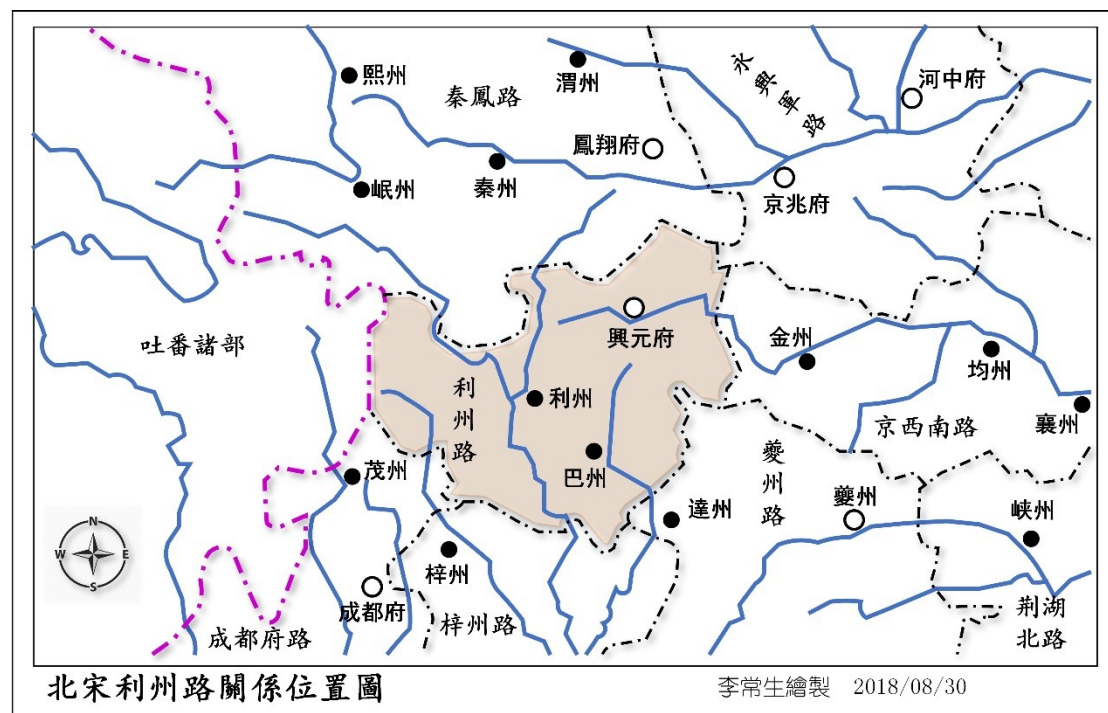 熙州
秦鳳路
渭州
永興軍路
河中府
鳳翔府
岷州
秦州
京兆府
吐番諸部
興元府
金州
均州
利州路
利州
襄州
京西南路
茂州
巴州
夔州路
達州
夔州
峡州
N
W
E
S
梓州
成都府
荆湖北路
成都府路
梓州路
北宋利州路關係位置圖
李常生繪製 2018/08/30